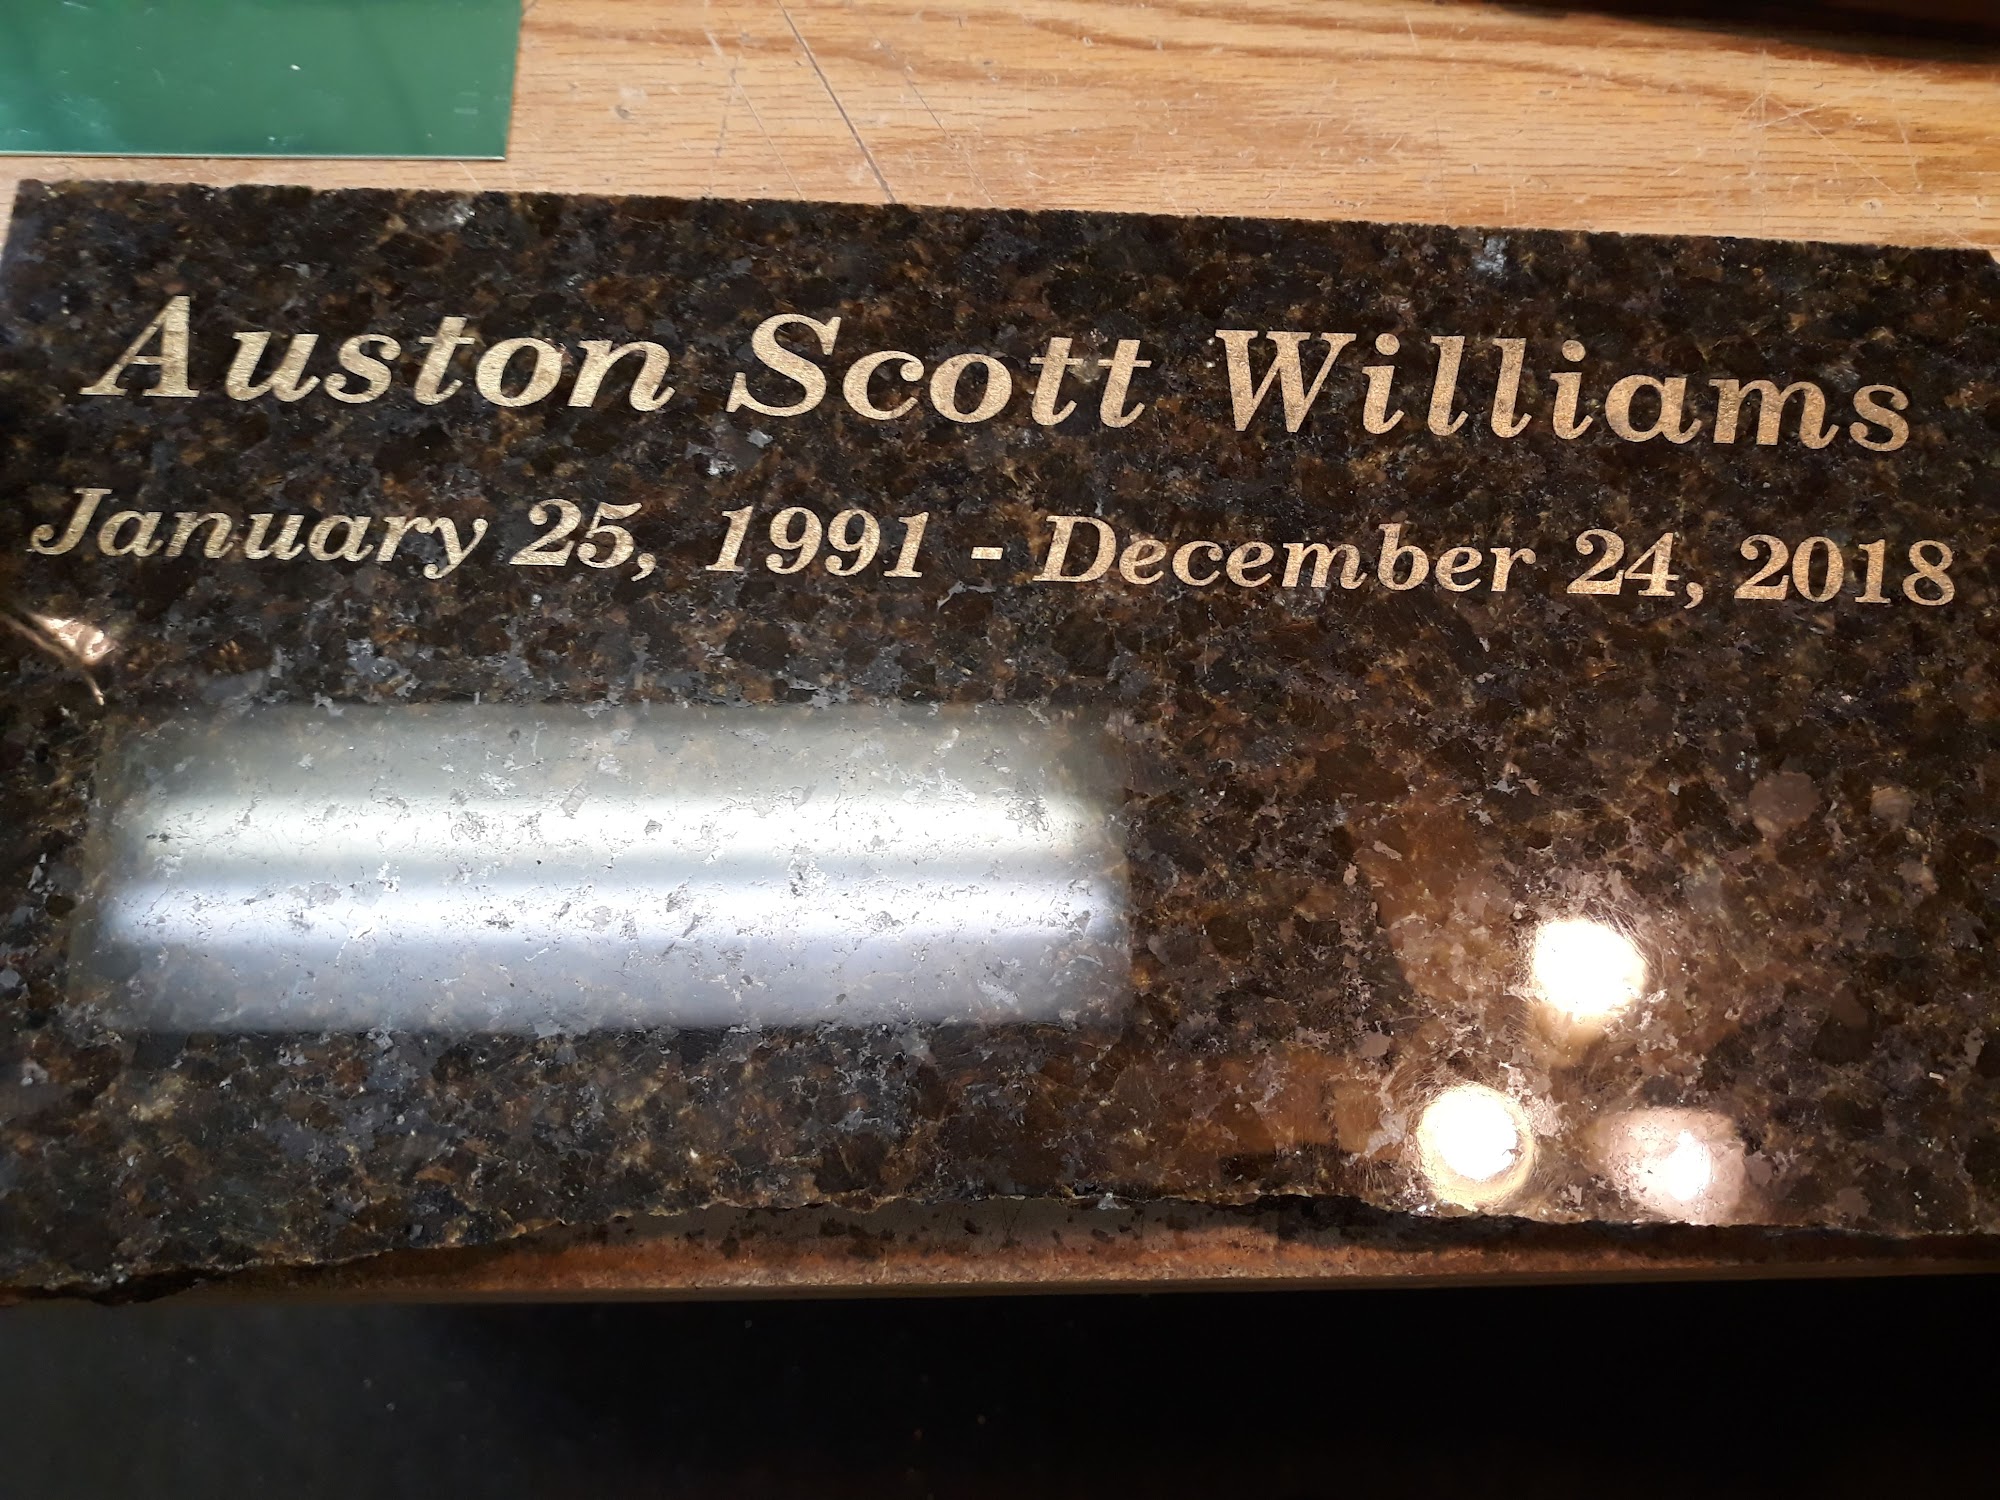 Auston Scott Williams
January 25, 1991 - December 24, 2018